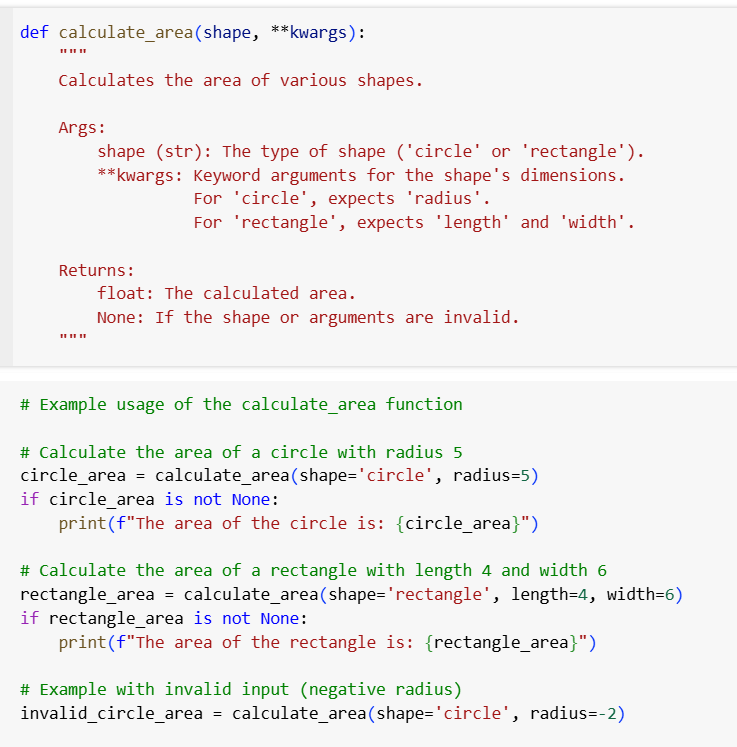 def calculate_area(shape, **kwargs):
    """
    Calculates the area of various shapes.

    Args:
        shape (str): The type of shape ('circle' or 'rectangle').
        **kwargs: Keyword arguments for the shape's dimensions.
                  For 'circle', expects 'radius'.
                  For 'rectangle', expects 'length' and 'width'.

    Returns:
        float: The calculated area.
        None: If the shape or arguments are invalid.
    """

# Example usage of the calculate_area function

# Calculate the area of a circle with radius 5
circle_area = calculate_area(shape='circle', radius=5)
if circle_area is not None:
    print(f"The area of the circle is: {circle_area}")

# Calculate the area of a rectangle with length 4 and width 6
rectangle_area = calculate_area(shape='rectangle', length=4, width=6)
if rectangle_area is not None:
    print(f"The area of the rectangle is: {rectangle_area}")

# Example with invalid input (negative radius)
invalid_circle_area = calculate_area(shape='circle', radius=-2)